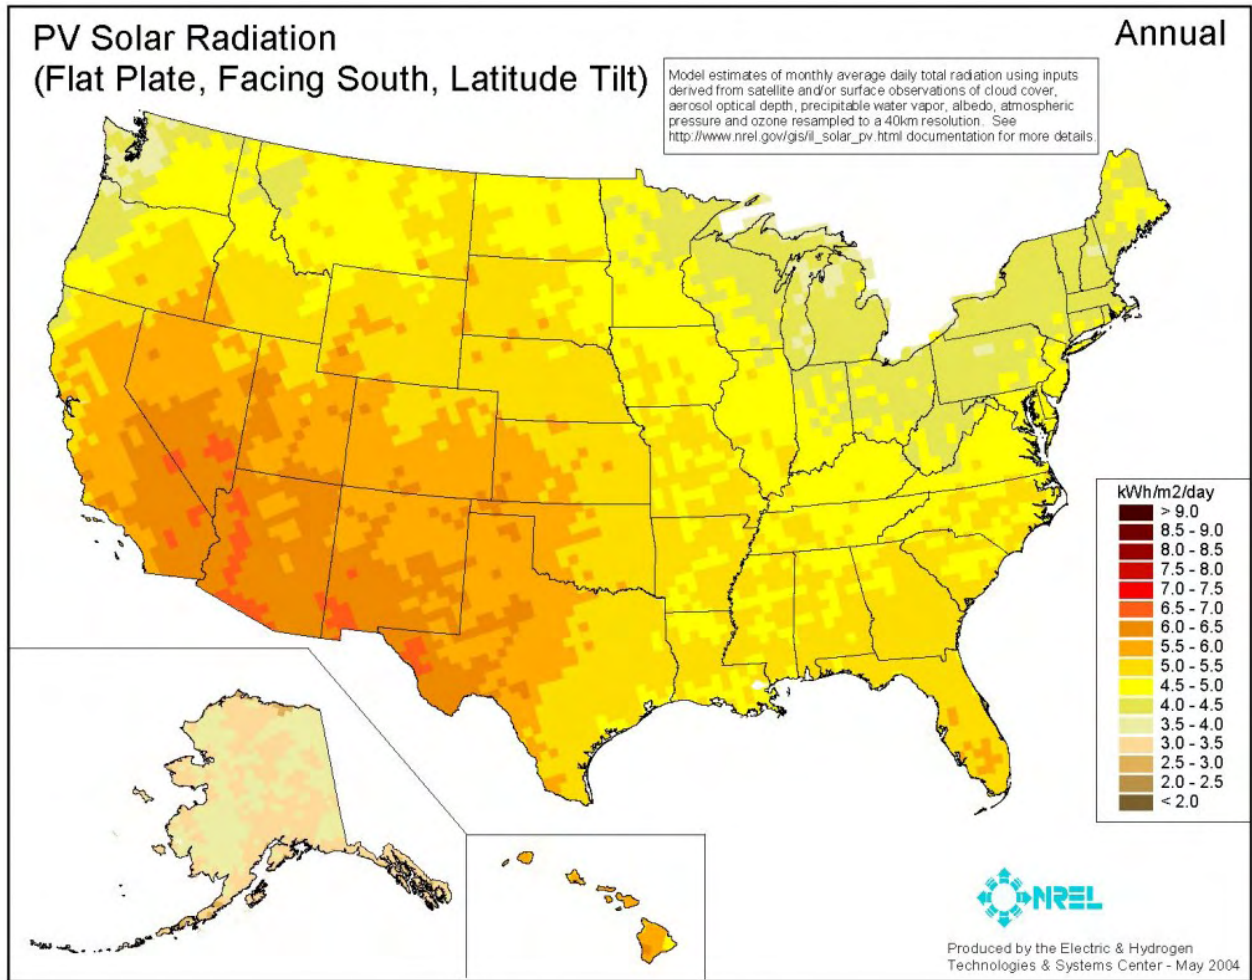 PV Solar Radiation
(Flat Plate, Facing South, Latitude Tilt)
Annual
Model estimates of monthly average daily total radiation using inputs
derived from satellite and/or surface observations of cloud cover,
aerosol optical depth, precipitable water vapor, albedo, atmospheric
pressure and ozone resampled to a 40km resolution. See
http://www.nrel.gov/gis/il_solar_pv.html documentation for more details.
kWh/m2/day
> 9.0
8.5 - 9.0
8.0 - 8.5
7.5 - 8.0
7.0 - 7.5
6.5 - 7.0
6.0 - 6.5
5.5 - 6.0
5.0 - 5.5
4.5 - 5.0
4.0 - 4.5
3.5 - 4.0
3.0 - 3.5
2.5 - 3.0
2.0 - 2.5
< 2.0
NREL
Produced by the Electric & Hydrogen
Technologies & Systems Center - May 2004